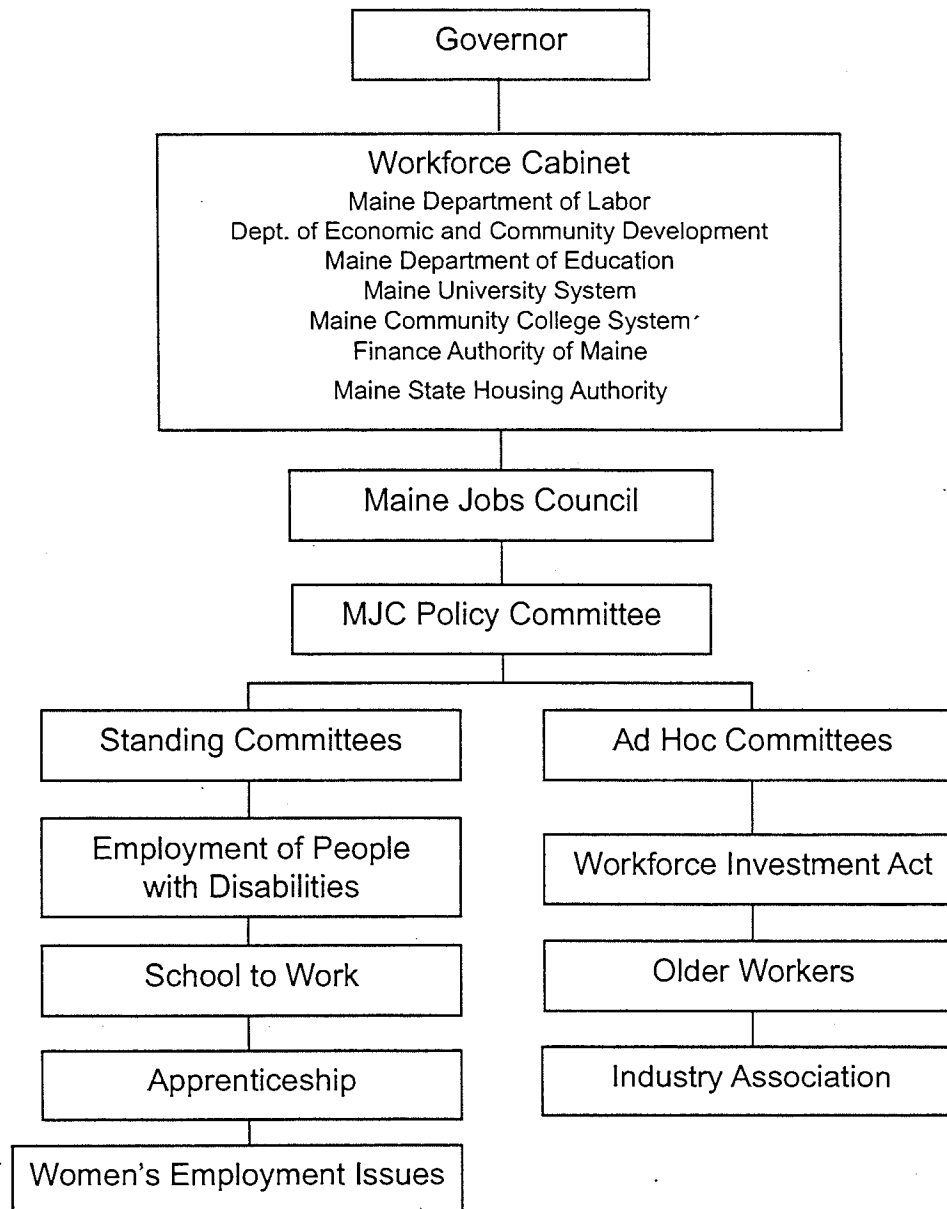 Governor
Workforce Cabinet
Maine Department of Labor
Dept. of Economic and Community Development
Maine Department of Education
Maine University System
Maine Community College System
Finance Authority of Maine
Maine State Housing Authority
Maine Jobs Council
MJC Policy Committee
Standing Committees
Employment of People
with Disabilities
School to Work
Apprenticeship
Women's Employment Issues
Ad Hoc Committees
Workforce Investment Act
Older Workers
Industry Association